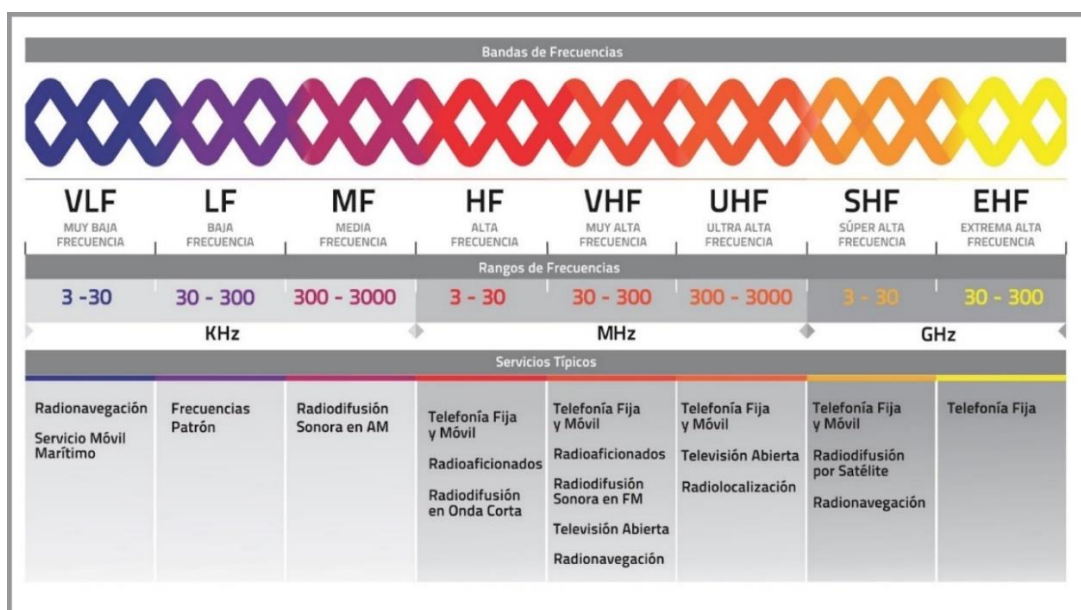 Bandas de Frecuencias
VLF
MUY BAJA
FRECUENCIA
LF
BAJA
FRECUENCIA
MF
MEDIA
FRECUENCIA
HF
ALTA
FRECUENCIA
VHF
MUY ALTA
FRECUENCIA
UHF
ULTRA ALTA
FRECUENCIA
SHF
SÚPER ALTA
FRECUENCIA
EHF
EXTREMA ALTA
FRECUENCIA
Rangos de Frecuencias
3 -30
30 - 300
300 - 3000
3 - 30
30 - 300
300 - 3000
3 - 30
30 - 300
KHz
MHz
GHz
Servicios Típicos
Radionavegación
Servicio Móvil
Marítimo
Frecuencias
Patrón
Radiodifusión
Sonora en AM
Telefonía Fija
y Móvil
Radioaficionados
Radiodifusión
en Onda Corta
Telefonía Fija
y Móvil
Radioaficionados
Radiodifusión
Sonora en FM
Televisión Abierta
Radionavegación
Telefonía Fija
y Móvil
Televisión Abierta
Radiolocalización
Telefonía Fija
y Móvil
Radiodifusión
por Satélite
Radionavegación
Telefonía Fija